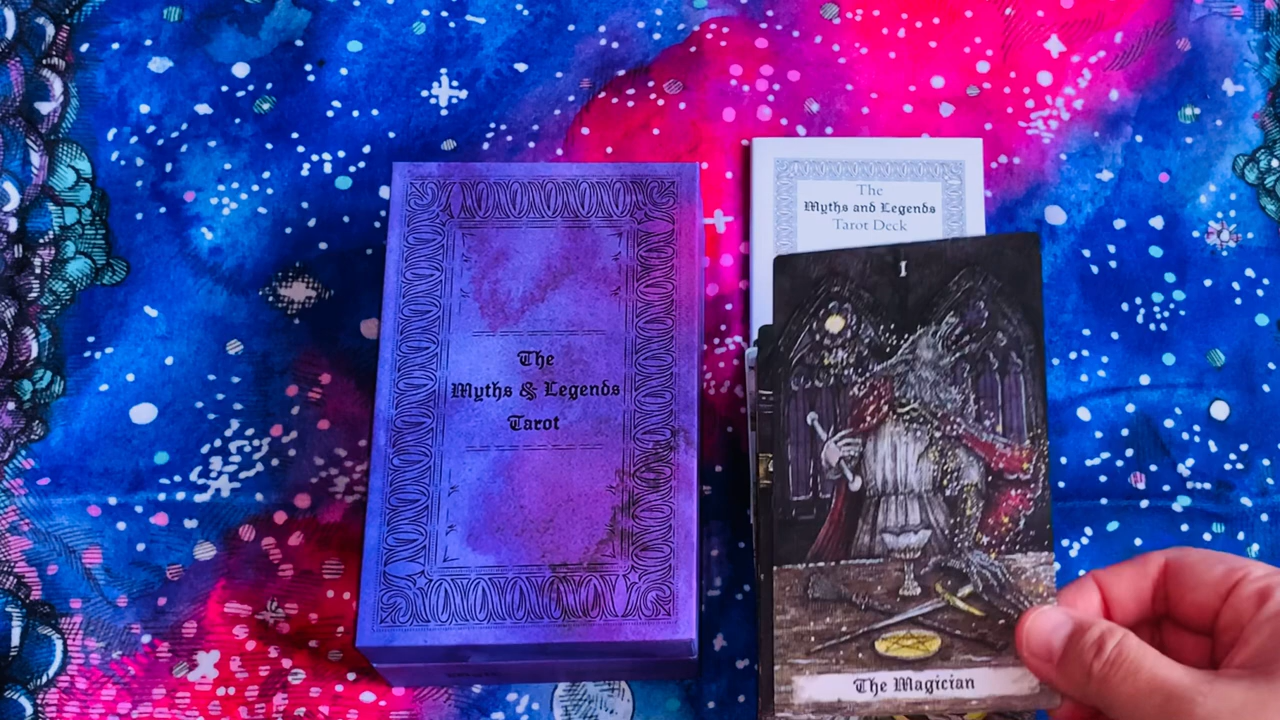 The
Myths & Legends
Tarot
The
Myths and Legends
Tarot Deck
I
The Magician